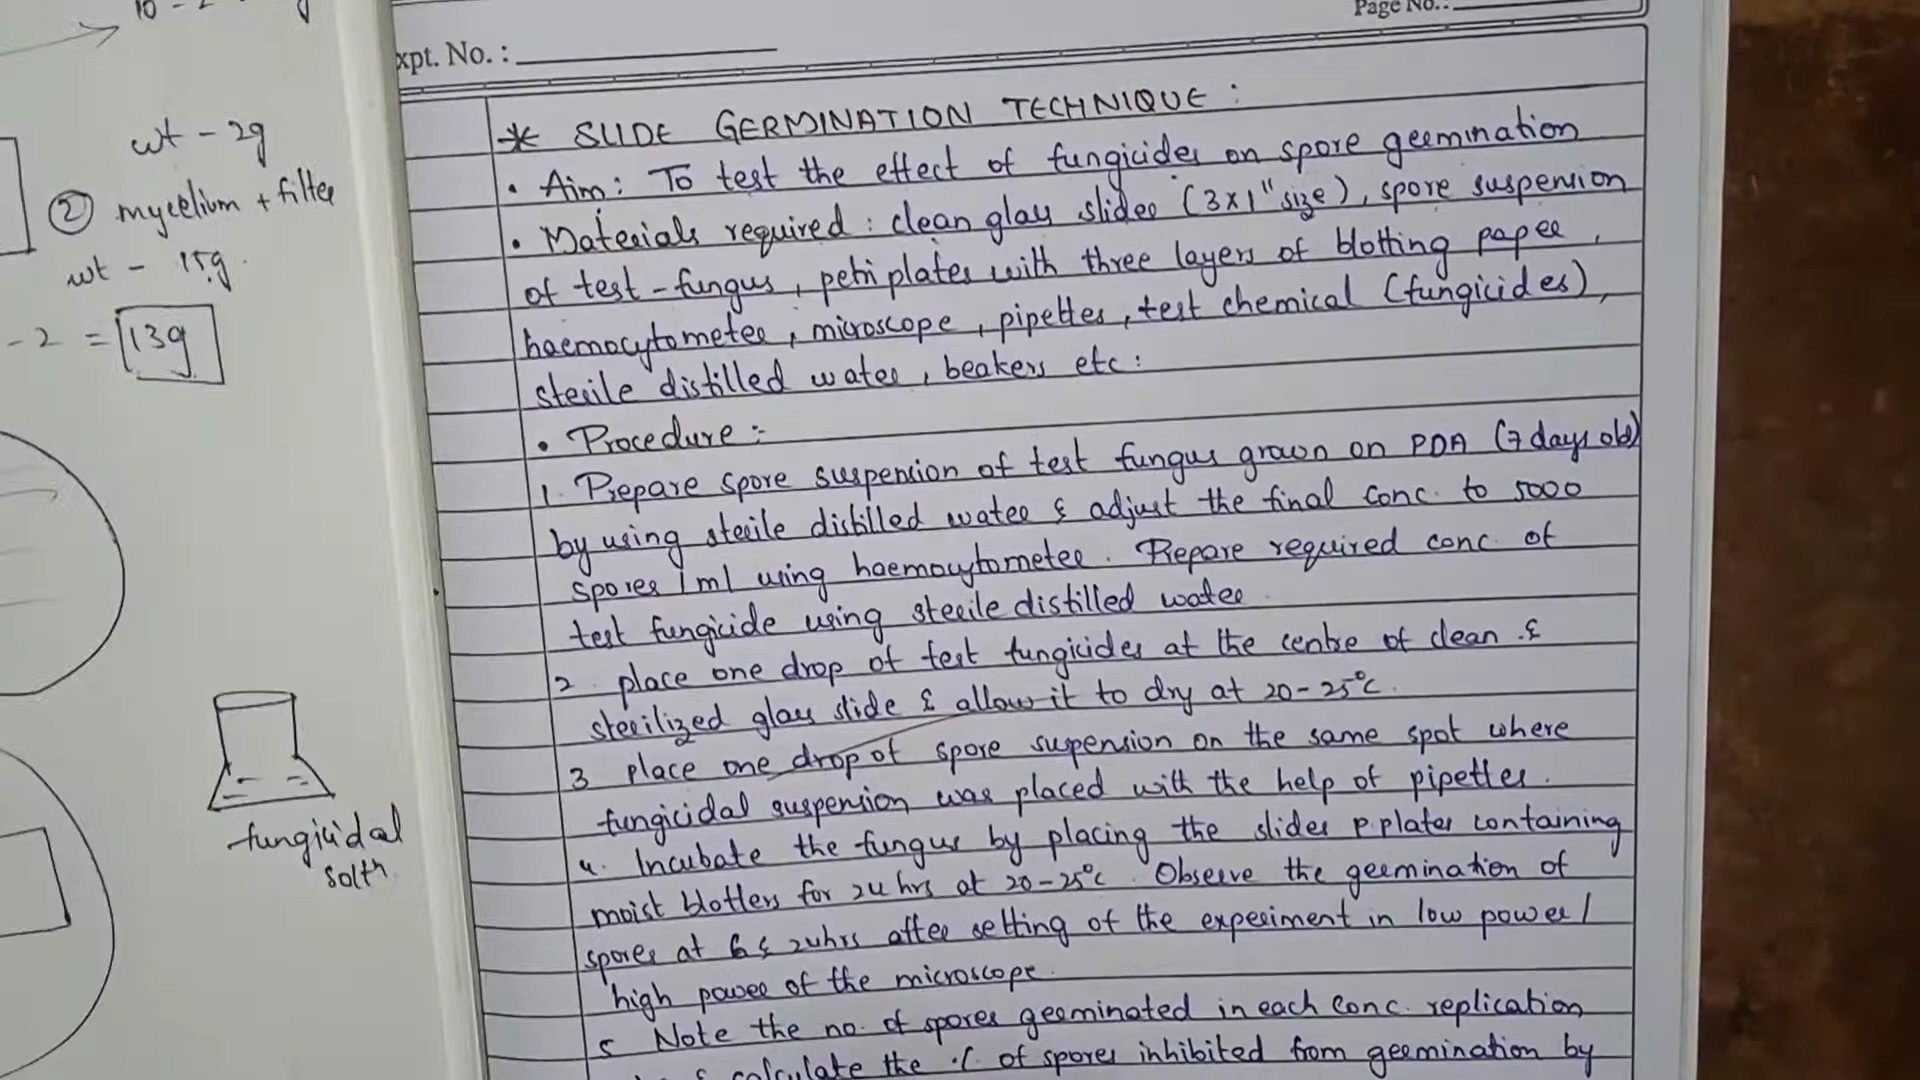 10 - 2
wt - 2g
② mycelium + filter
wt - 15g.
- 2 = 13g
fungicidal
soltn.
Page No.:
xpt. No. :
* SLIDE GERMINATION TECHNIQUE :
• Aim : To test the effect of fungicides on spore germination
• Materials required : clean glass slides (3x1" size), spore suspension
of test-fungus, petri plates with three layers of blotting paper,
haemocytometer, microscope, pipettes, test chemical (fungicides),
sterile distilled water, beakers etc :
• Procedure :-
1. Prepare spore suspension of test fungus grown on PDA (7 days old)
by using sterile distilled water & adjust the final conc. to 5000
spores /ml using haemocytometer. Prepare required conc. of
test fungicide using sterile distilled water.
2. place one drop of test fungicides at the centre of clean &
sterilized glass slide & allow it to dry at 20-25°C.
3 place one drop of spore supension on the same spot where
fungicidal suspension was placed with the help of pipettes.
4. Incubate the fungus by placing the slides P.plates containing
moist blotters for 24 hrs at 20-25°C. Observe the germination of
spores at 6 & 24hrs after setting of the experiment in low power/
high power of the microscope.
5 Note the no. of spores germinated in each conc. replication
& calculate the % of spores inhibited from germination by